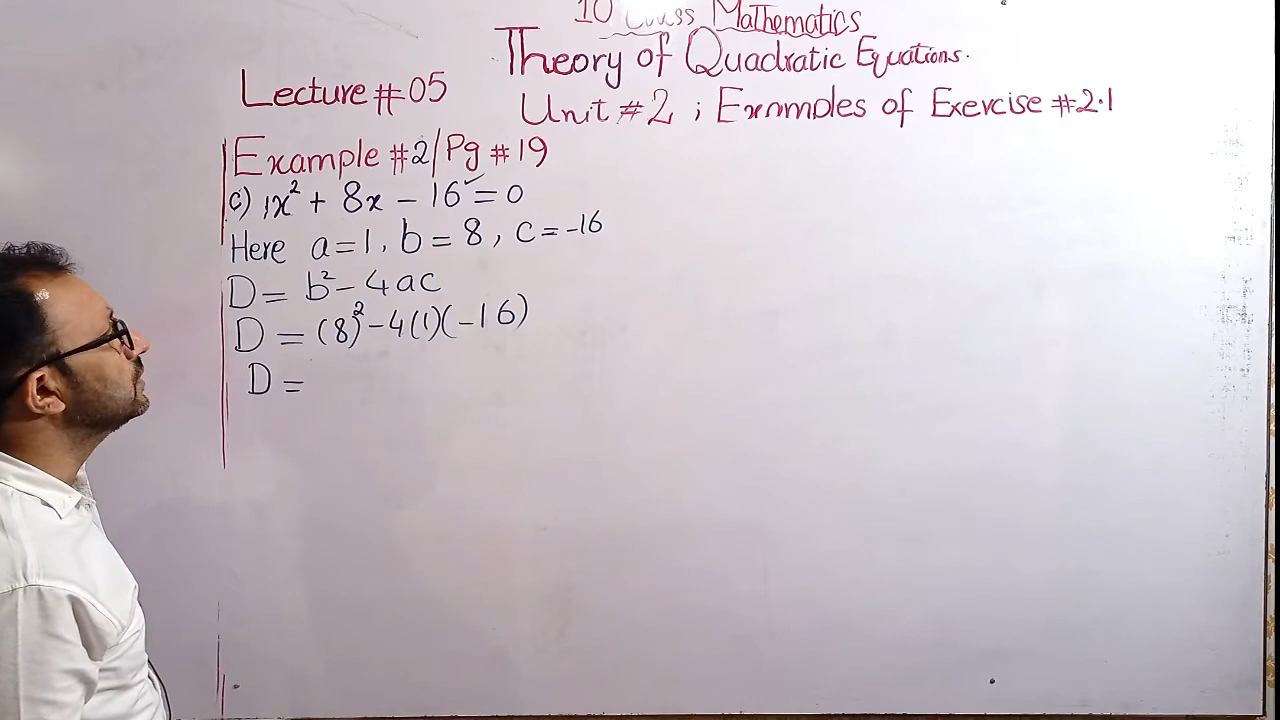 10 Class Mathematics
Theory of Quadratic Equations.
Lecture #05
Unit #2 ; Examples of Exercise #2.1
Example #2/Pg #19
c) 1x² + 8x - 16 = 0
Here a=1, b=8, c=-16
D = b² - 4ac
D = (8)² - 4(1)(-16)
D =